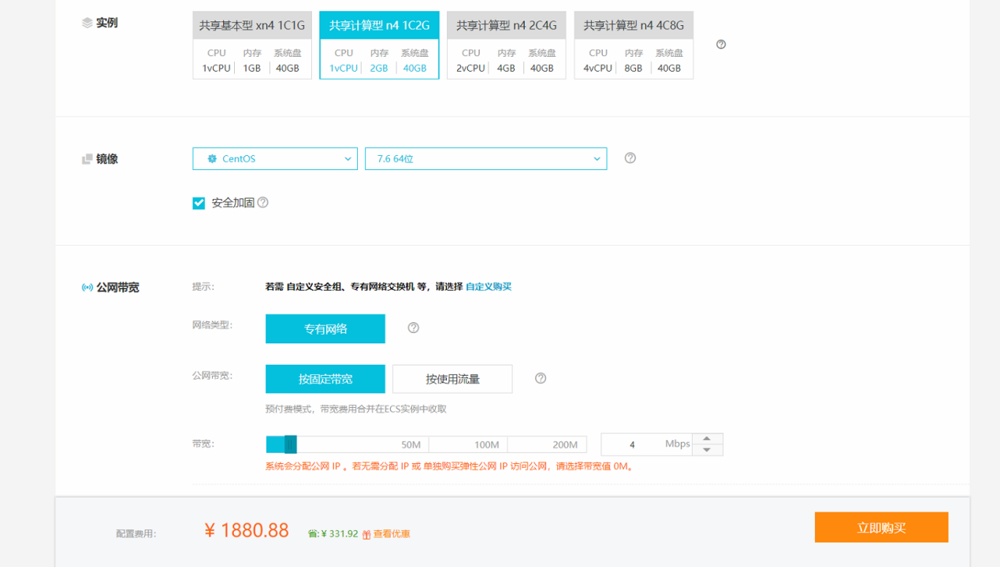 实例
共享基本型 xn4 1C1G
CPU 内存 系统盘
1vCPU 1GB 40GB
共享计算型 n4 1C2G
CPU 内存 系统盘
1vCPU 2GB 40GB
共享计算型 n4 2C4G
CPU 内存 系统盘
2vCPU 4GB 40GB
共享计算型 n4 4C8G
CPU 内存 系统盘
4vCPU 8GB 40GB
镜像
CentOS
7.6 64位
安全加固
公网带宽
提示:
若需 自定义安全组、专有网络交换机 等，请选择 自定义购买
网络类型:
专有网络
公网带宽:
按固定带宽
按使用流量
预付费模式，带宽费用合并在ECS实例中收取
带宽:
50M 100M 200M
4 Mbps
系统会分配公网 IP 。若无需分配 IP 或 单独购买弹性公网 IP 访问公网，请选择带宽值 0M。
配置费用:
¥ 1880.88
省:¥ 331.92 查看优惠
立即购买